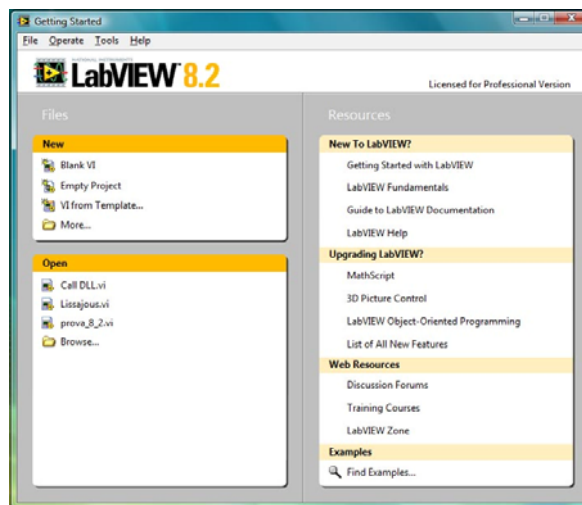 Getting Started
File Operate Tools Help
NATIONAL INSTRUMENTS
LabVIEW 8.2
Licensed for Professional Version
Files
New
Blank VI
Empty Project
VI from Template...
More...
Open
Call DLL.vi
Lissajous.vi
prova_8_2.vi
Browse...
Resources
New To LabVIEW?
Getting Started with LabVIEW
LabVIEW Fundamentals
Guide to LabVIEW Documentation
LabVIEW Help
Upgrading LabVIEW?
MathScript
3D Picture Control
LabVIEW Object-Oriented Programming
List of All New Features
Web Resources
Discussion Forums
Training Courses
LabVIEW Zone
Examples
Find Examples...